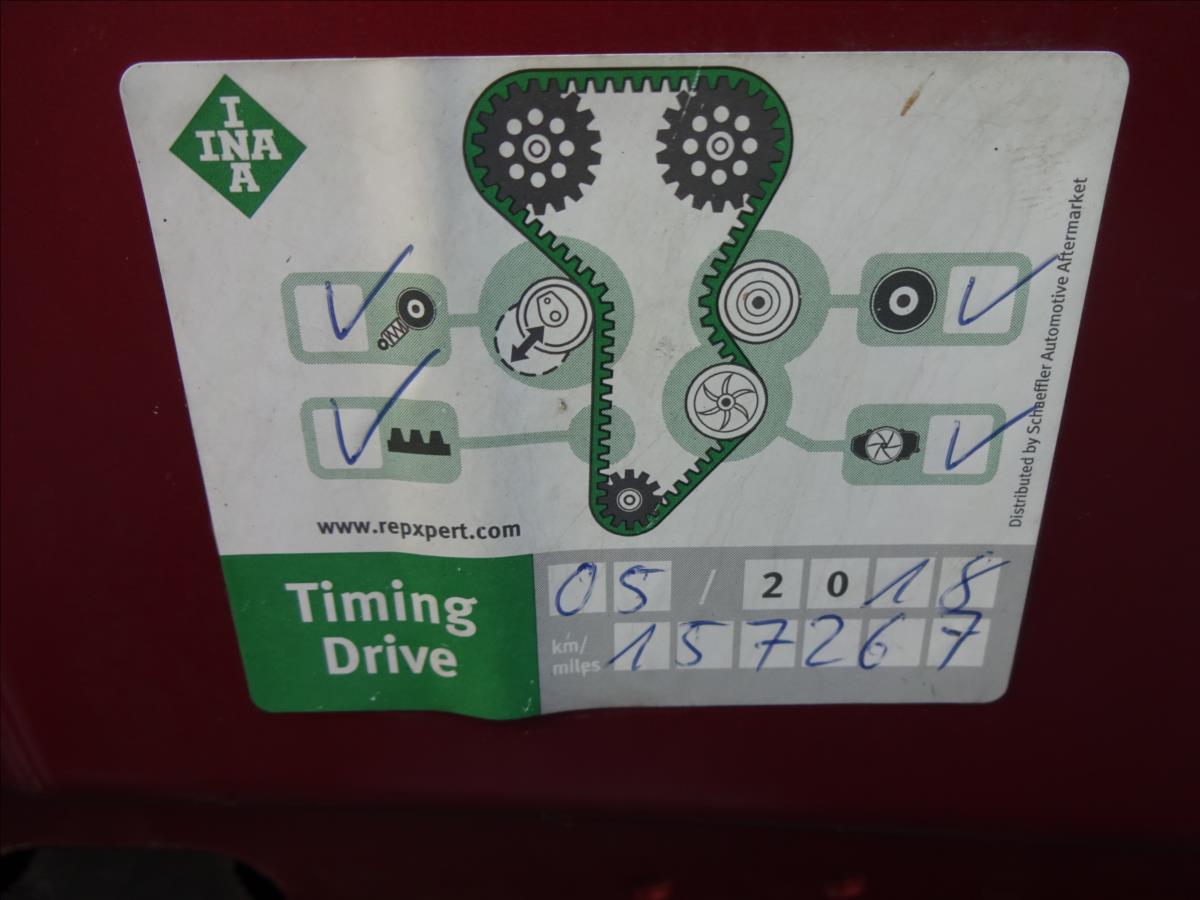 I
INA
A
www.repxpert.com
Distributed by Schaeffler Automotive Aftermarket
Timing
Drive
05 / 2018
km/
miles 157267